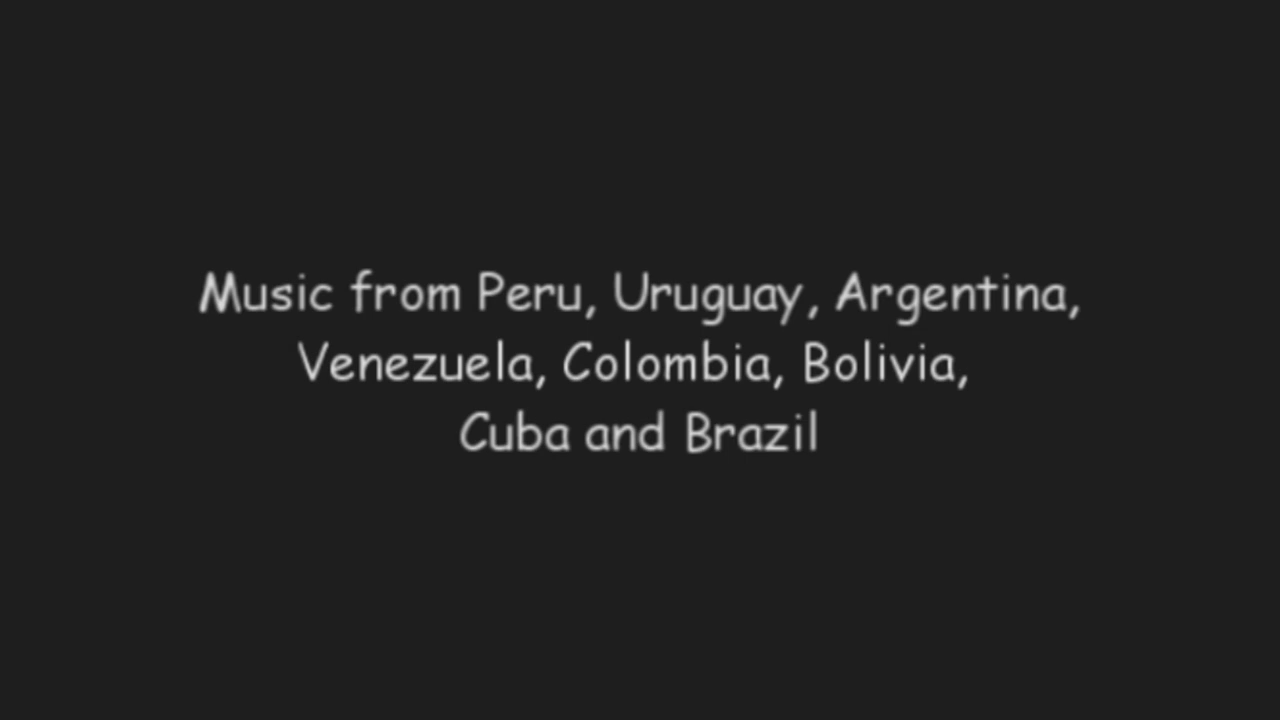 Music from Peru, Uruguay, Argentina,
Venezuela, Colombia, Bolivia,
Cuba and Brazil